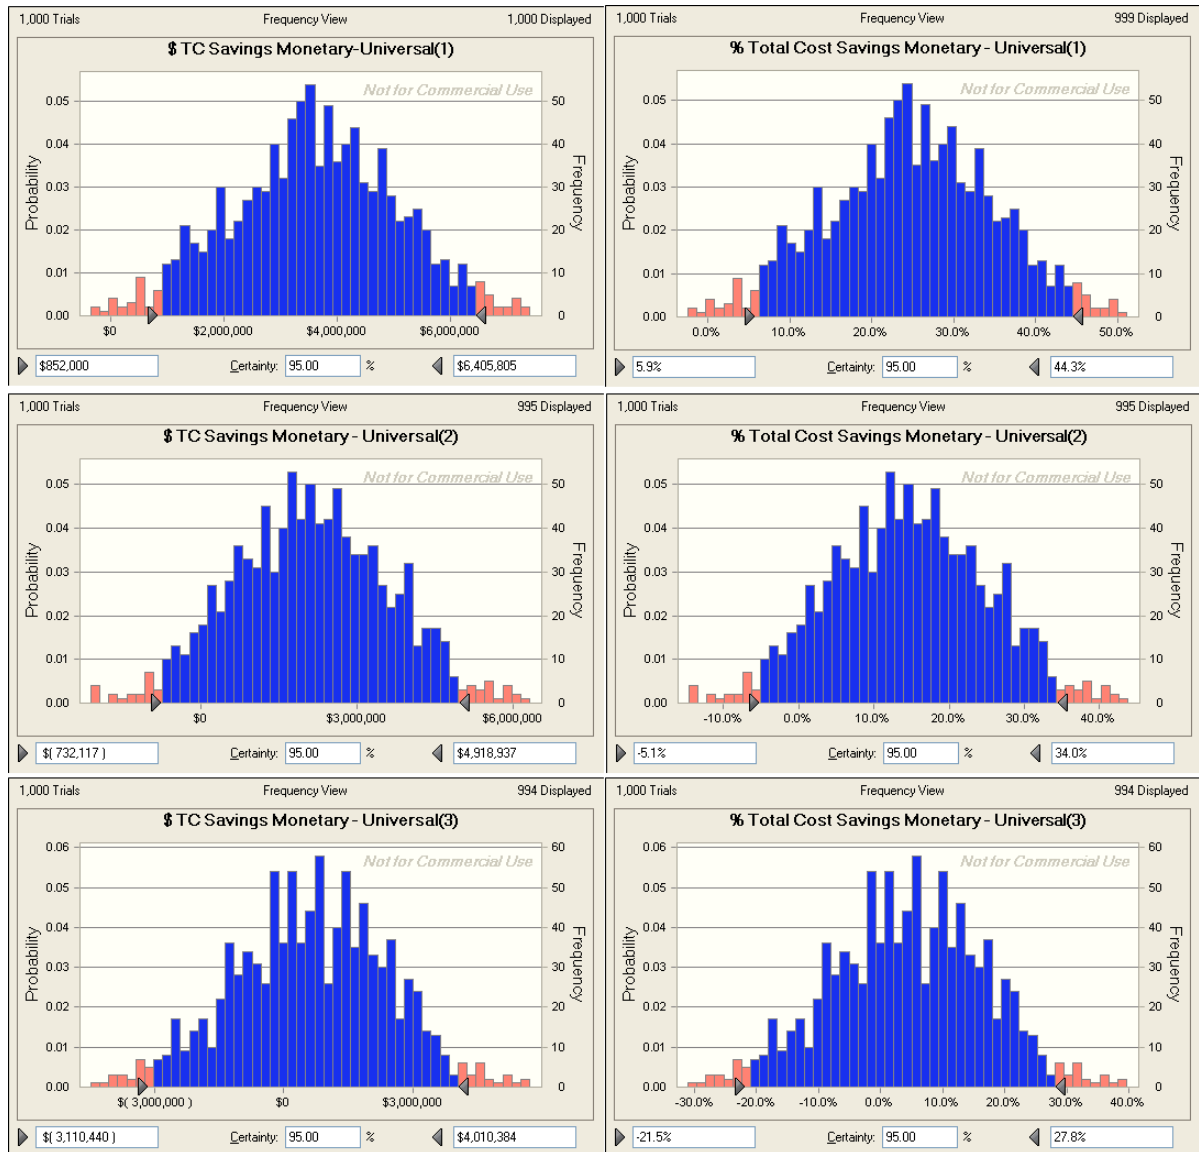 1,000 Trials Frequency View 1,000 Displayed
$ TC Savings Monetary-Universal(1)
Not for Commercial Use
Probability
Frequency
0.05 50
0.04 40
0.03 30
0.02 20
0.01 10
0.00 0
$0 $2,000,000 $4,000,000 $6,000,000
$852,000 Certainty: 95.00 % $6,405,805
1,000 Trials Frequency View 999 Displayed
% Total Cost Savings Monetary - Universal(1)
Not for Commercial Use
Probability
Frequency
0.05 50
0.04 40
0.03 30
0.02 20
0.01 10
0.00 0
0.0% 10.0% 20.0% 30.0% 40.0% 50.0%
5.9% Certainty: 95.00 % 44.3%
1,000 Trials Frequency View 995 Displayed
$ TC Savings Monetary - Universal(2)
Not for Commercial Use
Probability
Frequency
0.05 50
0.04 40
0.03 30
0.02 20
0.01 10
0.00 0
$0 $3,000,000 $6,000,000
$( 732,117 ) Certainty: 95.00 % $4,918,937
1,000 Trials Frequency View 995 Displayed
% Total Cost Savings Monetary - Universal(2)
Not for Commercial Use
Probability
Frequency
0.05 50
0.04 40
0.03 30
0.02 20
0.01 10
0.00 0
-10.0% 0.0% 10.0% 20.0% 30.0% 40.0%
-5.1% Certainty: 95.00 % 34.0%
1,000 Trials Frequency View 994 Displayed
$ TC Savings Monetary - Universal(3)
Not for Commercial Use
Probability
Frequency
0.06 60
0.05 50
0.04 40
0.03 30
0.02 20
0.01 10
0.00 0
$( 3,000,000 ) $0 $3,000,000
$( 3,110,440 ) Certainty: 95.00 % $4,010,384
1,000 Trials Frequency View 994 Displayed
% Total Cost Savings Monetary - Universal(3)
Not for Commercial Use
Probability
Frequency
0.06 60
0.05 50
0.04 40
0.03 30
0.02 20
0.01 10
0.00 0
-30.0% -20.0% -10.0% 0.0% 10.0% 20.0% 30.0% 40.0%
-21.5% Certainty: 95.00 % 27.8%